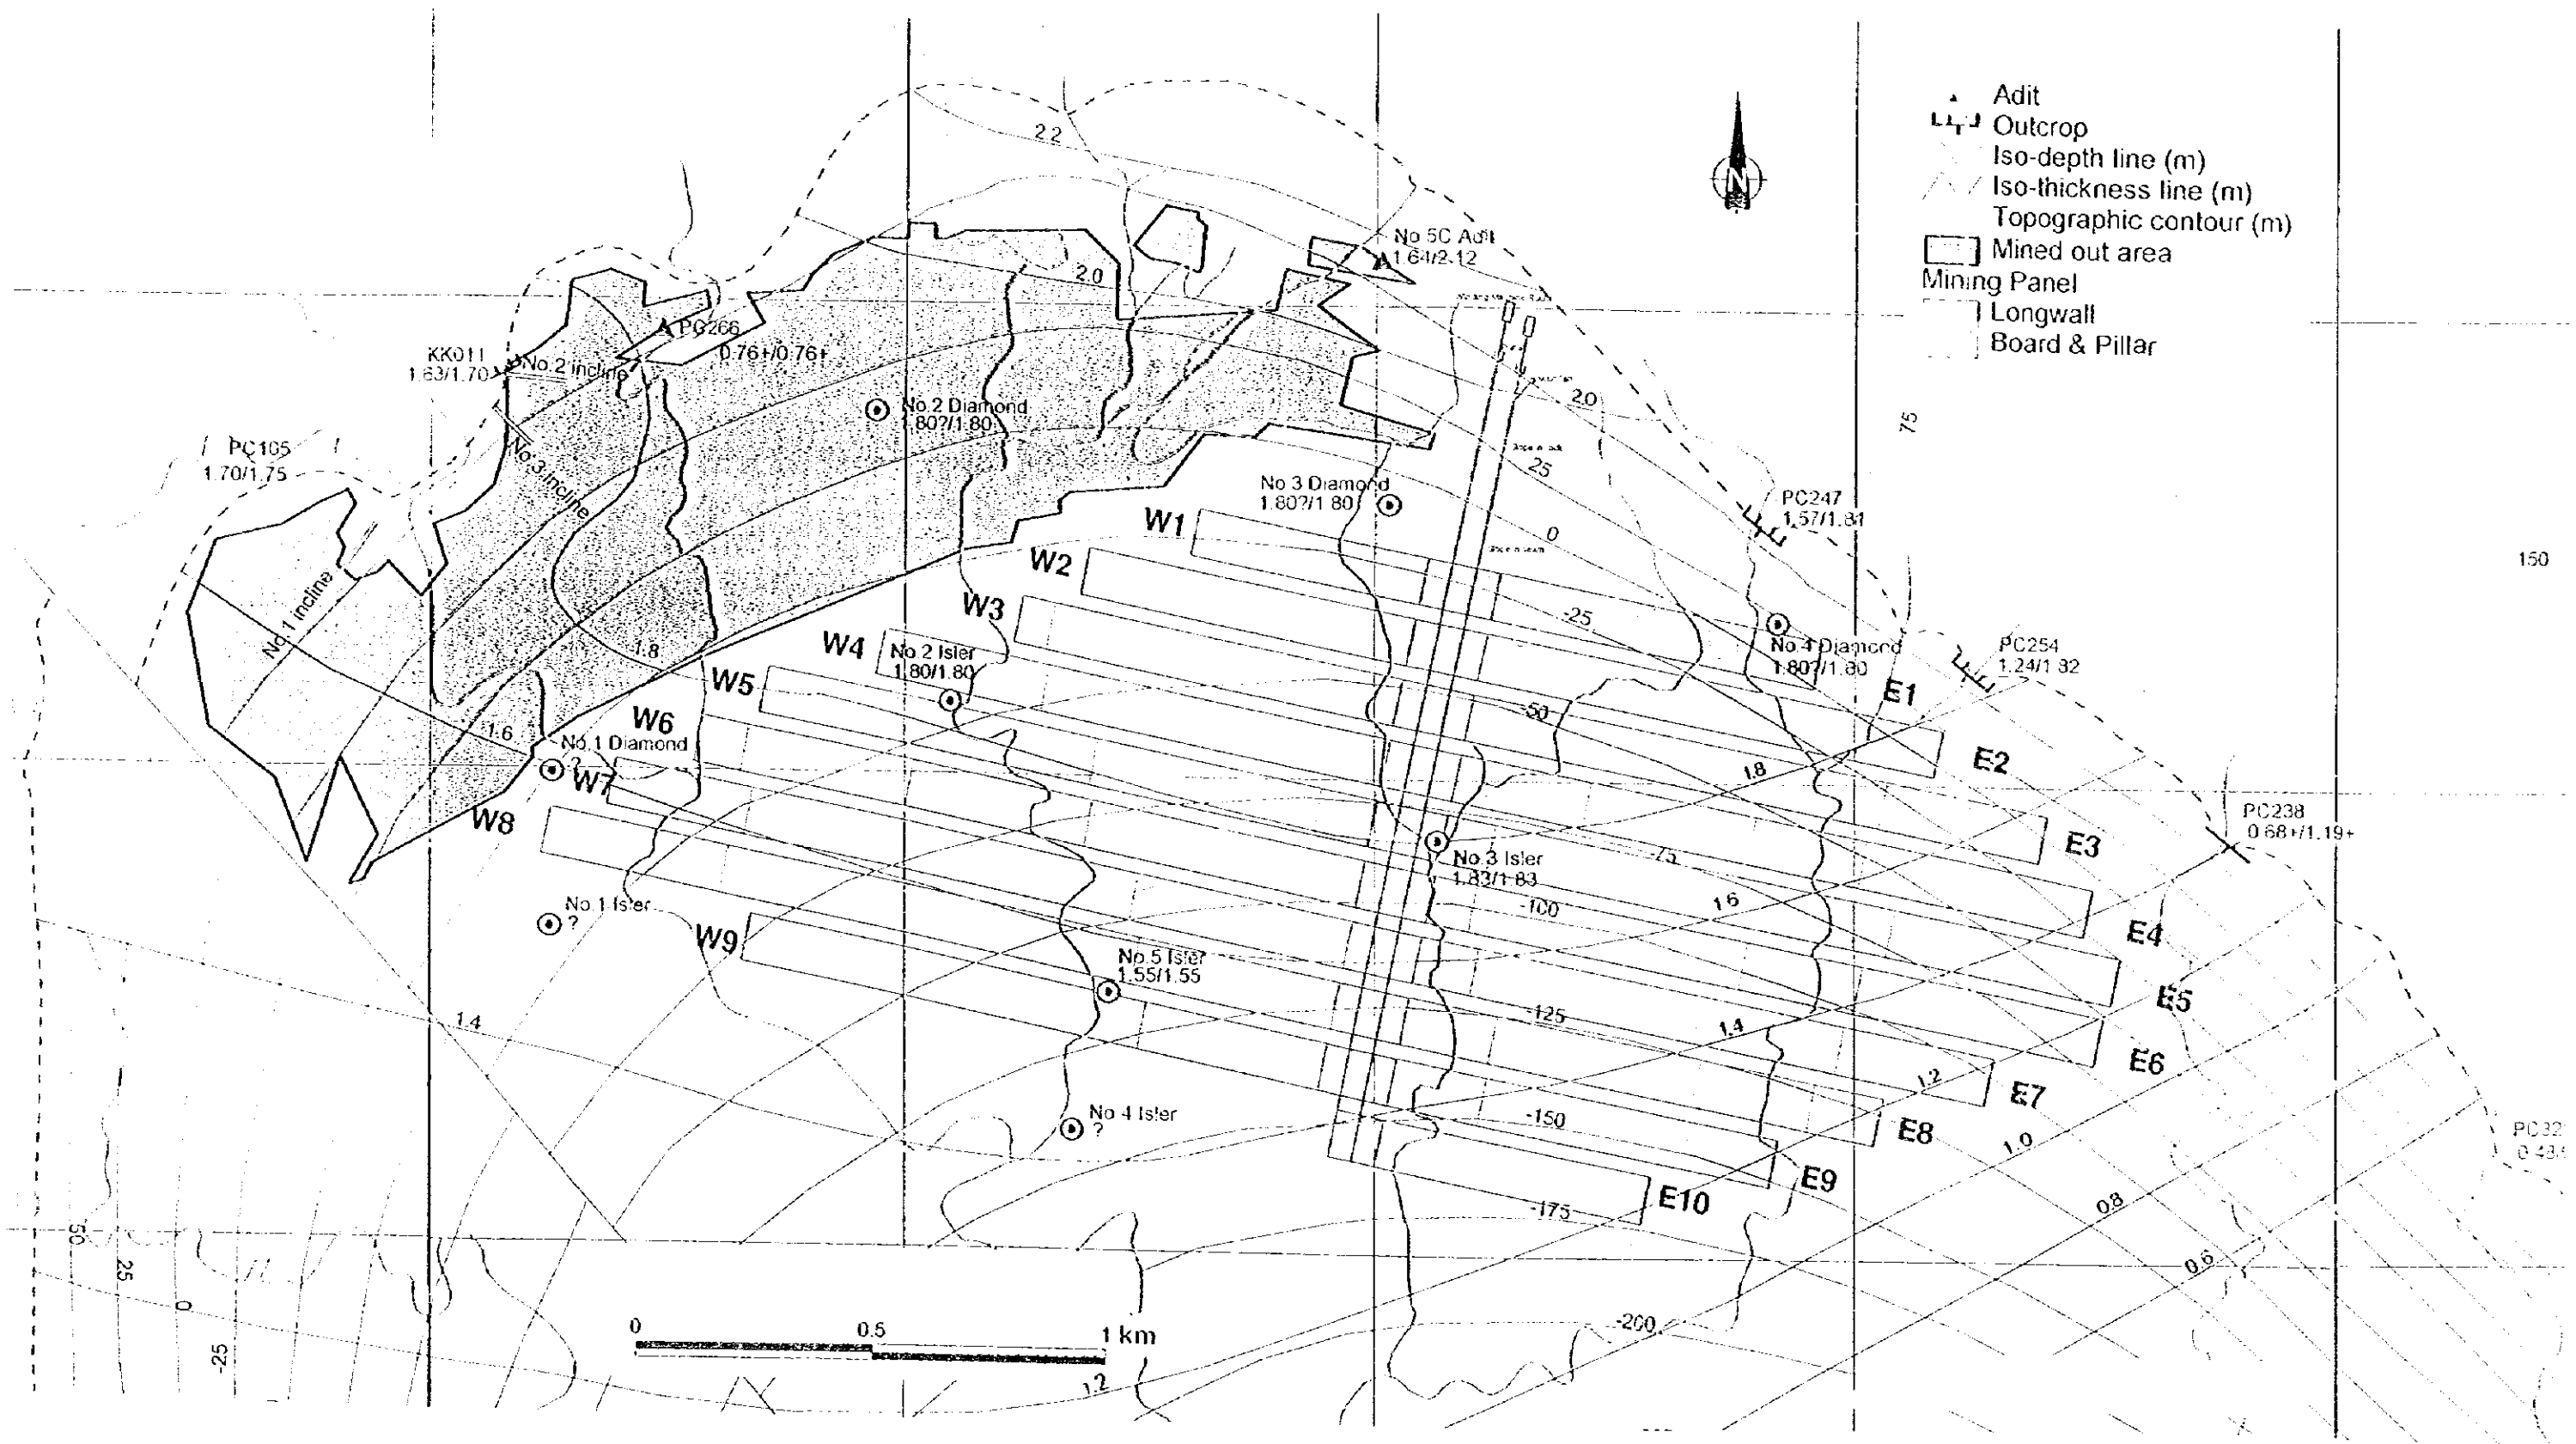 Adit
Outcrop
Iso-depth line (m)
Iso-thickness line (m)
Topographic contour (m)
Mined out area
Mining Panel
Longwall
Board & Pillar
N
2.2
No 5C Adit
1.64/2.12
2.0
PC266
0.76+/0.76+
KK011
1.63/1.70
No.2 incline
No.2 Diamond
1.80?/1.80
2.0
75
PC105
1.70/1.75
No.3 incline
25
No 3 Diamond
1.80?/1 80
PC247
1.57/1.81
W1
0
150
W2
No.1 incline
W3
-25
No.4 Diamond
1.80?/1.80
PC254
1.24/1 82
W4
No.2 Isler
1.80/1.80
1.8
W5
E1
W6
-50
1.6
No.1 Diamond
?
E2
W7
1.8
W8
PC238
0.68+/1.19+
E3
No.3 Isler
1.83/1.83
-75
1.6
-100
No.1 Isler
?
W9
E4
No.5 Isler
1.55/1.55
E5
1.4
-125
1.4
E6
1.2
E7
No 4 Isler
?
-150
E8
1.0
PC32
0.48/
E9
E10
-175
0.8
50
25
0
-25
0.6
0
0.5
1 km
-200
1.2